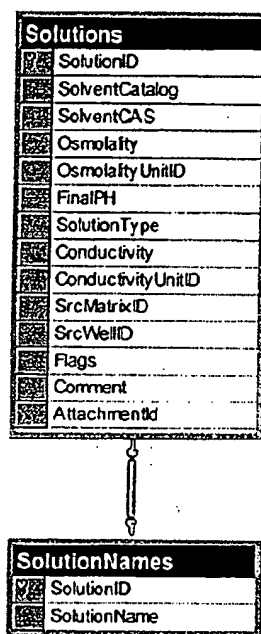 Solutions
SolutionID
SolventCatalog
SolventCAS
Osmolality
OsmolalityUnitID
FinalPH
SolutionType
Conductivity
ConductivityUnitID
SrcMatrixID
SrcWellID
Flags
Comment
AttachmentId
SolutionNames
SolutionID
SolutionName